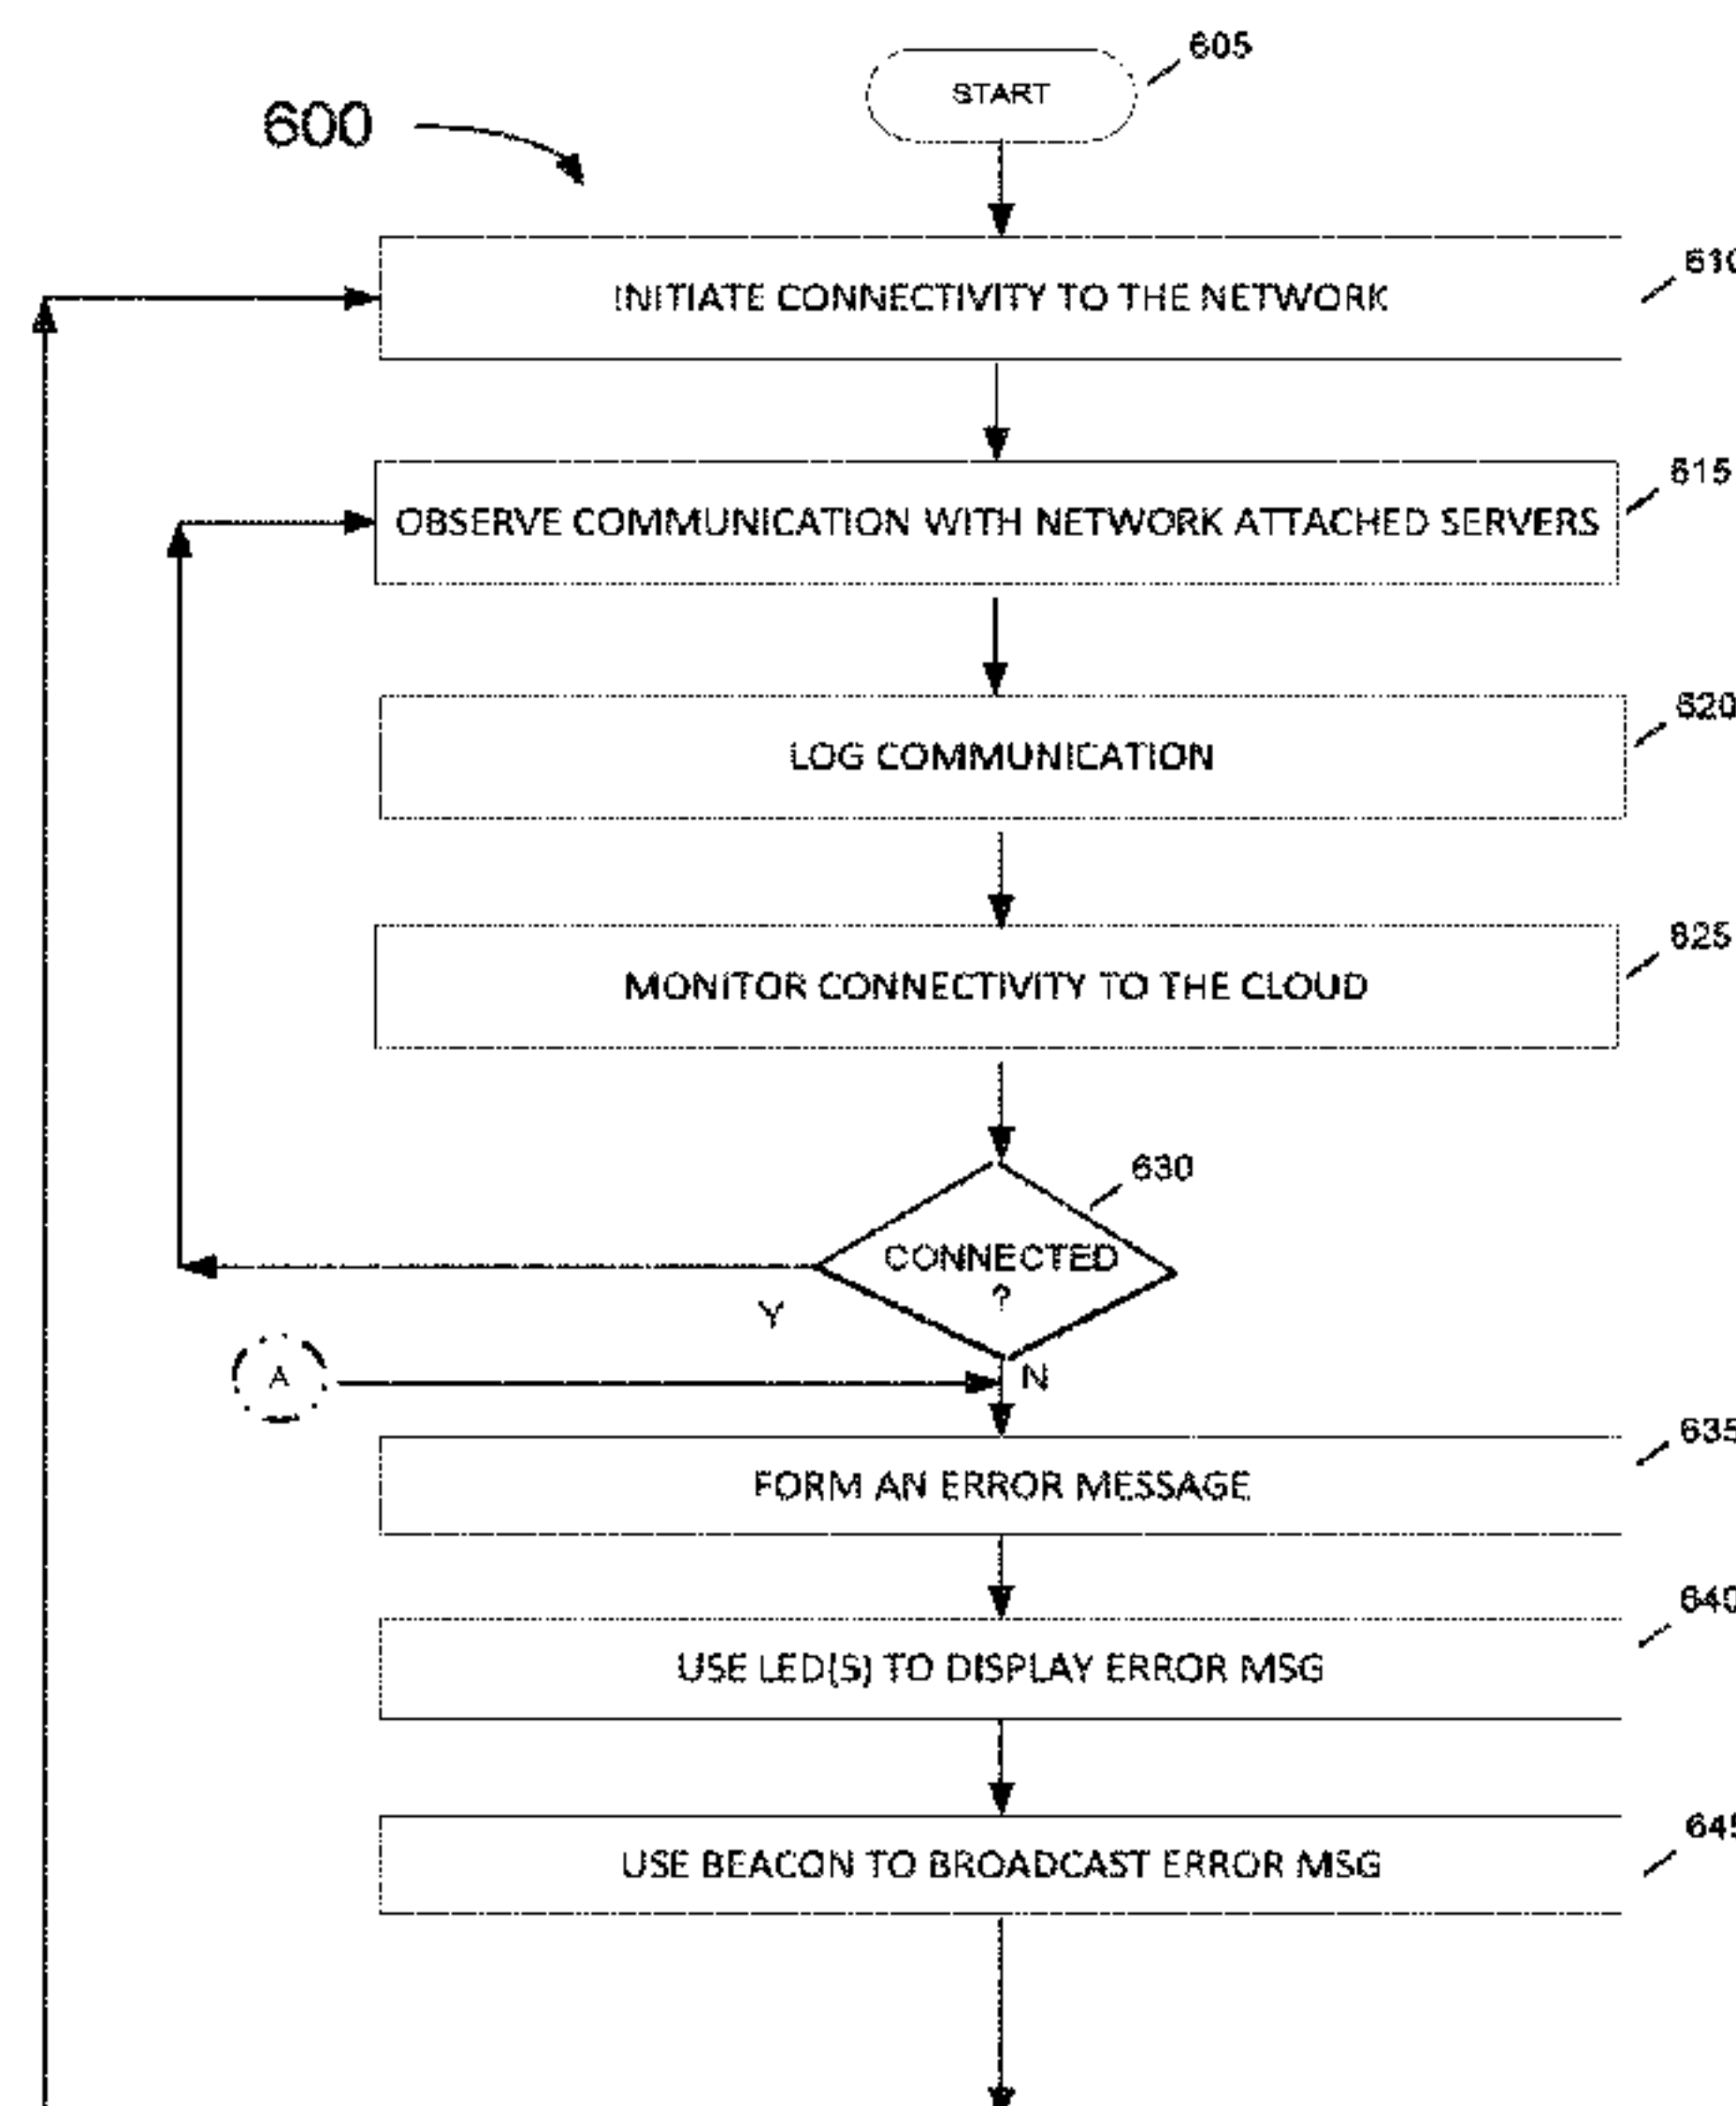 605
START
600
610
INITIATE CONNECTIVITY TO THE NETWORK
615
OBSERVE COMMUNICATION WITH NETWORK ATTACHED SERVERS
620
LOG COMMUNICATION
625
MONITOR CONNECTIVITY TO THE CLOUD
630
CONNECTED
?
Y
A
N
635
FORM AN ERROR MESSAGE
640
USE LED(S) TO DISPLAY ERROR MSG
645
USE BEACON TO BROADCAST ERROR MSG